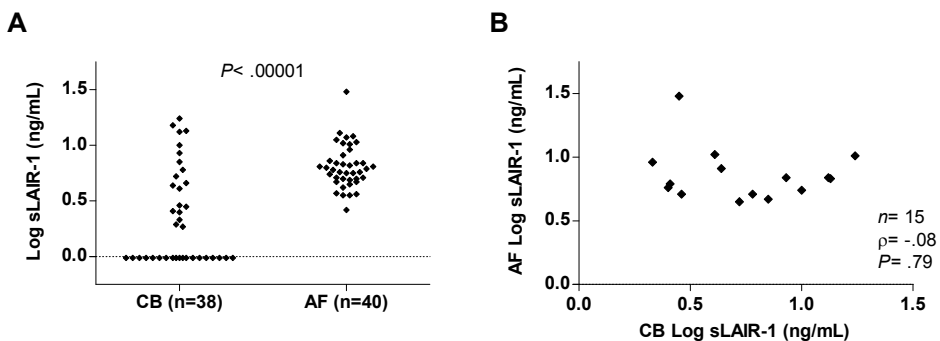 A
Log sLAIR-1 (ng/mL)
1.5
1.0
0.5
0.0
P< .00001
CB (n=38)
AF (n=40)
B
AF Log sLAIR-1 (ng/mL)
1.5
1.0
0.5
0.0
n= 15
ρ= -.08
P= .79
0.0
0.5
1.0
1.5
CB Log sLAIR-1 (ng/mL)